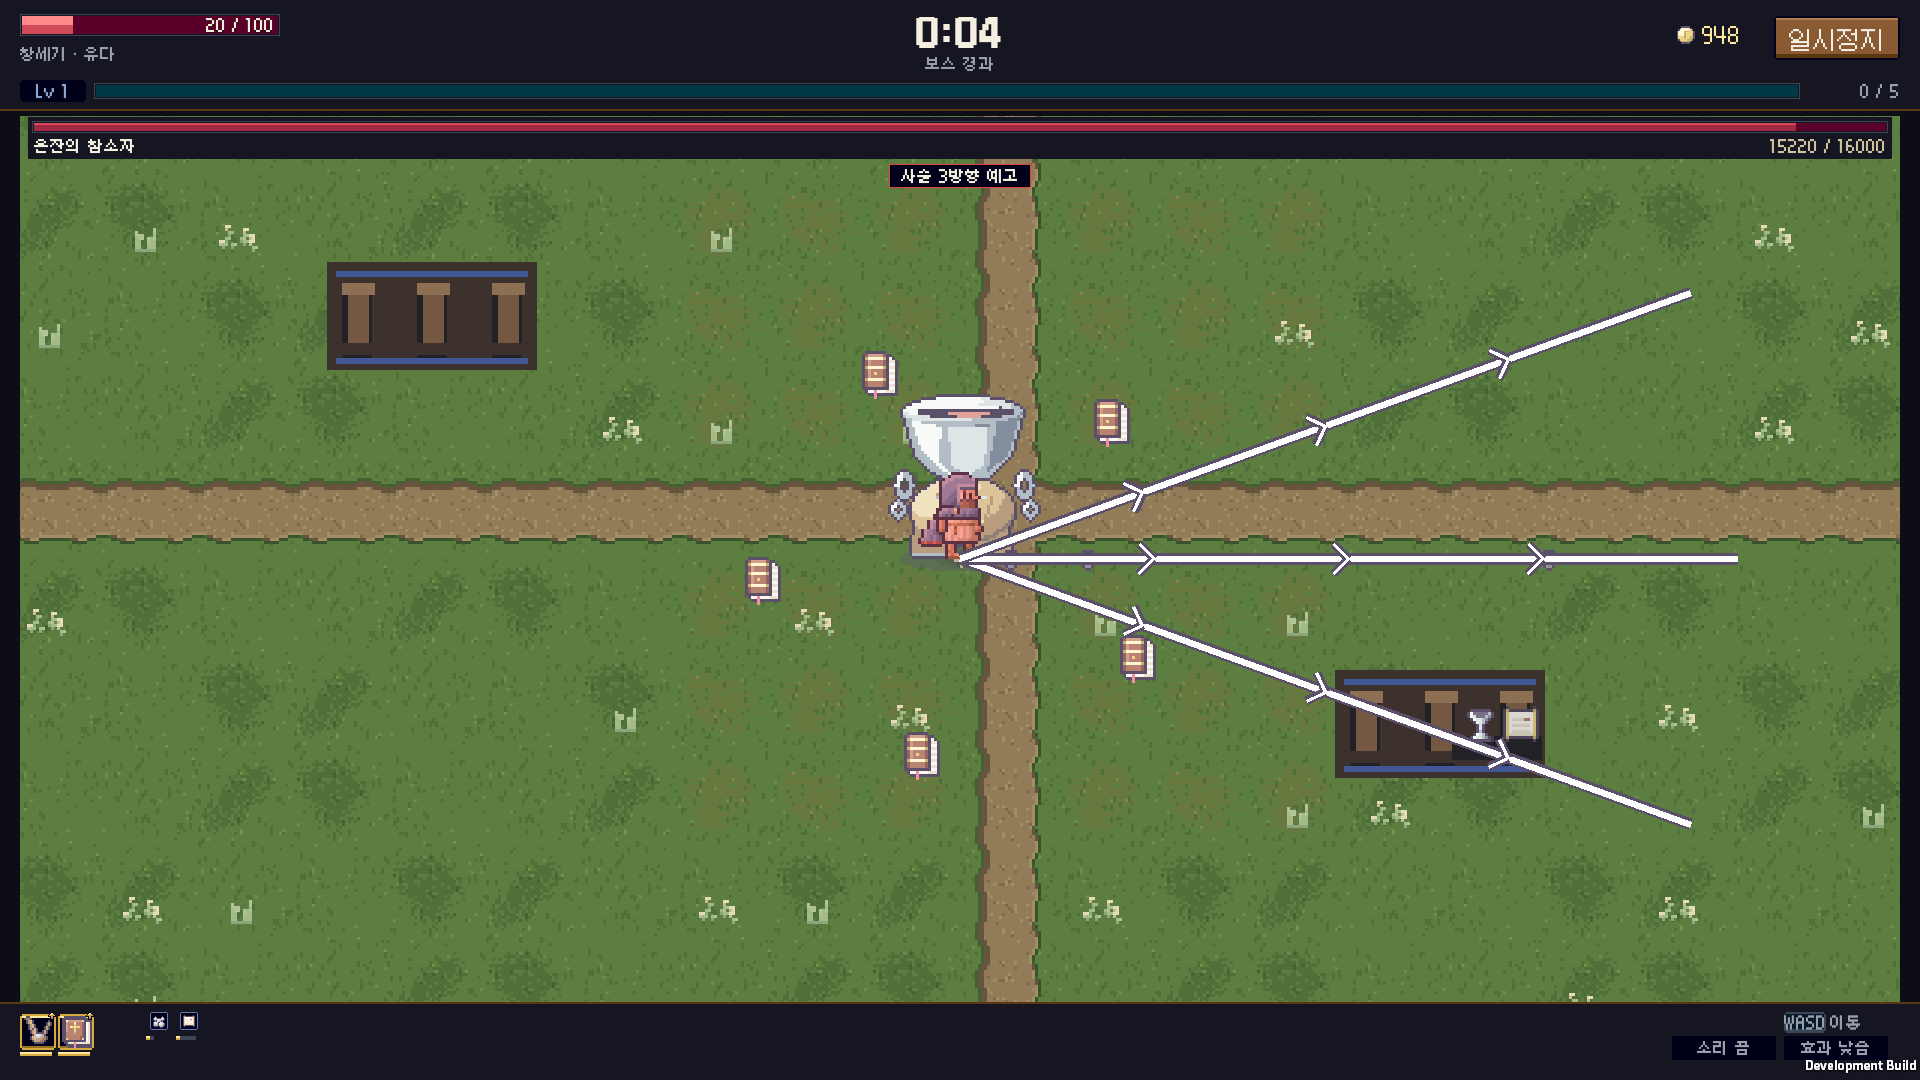 20 / 100
창세기 · 유다
0:04
보스 경과
948
일시정지
Lv 1
0 / 5
은잔의 참소자
15220 / 16000
사슬 3방향 예고
WASD 이동
소리 끔
효과 낮음
Development Build